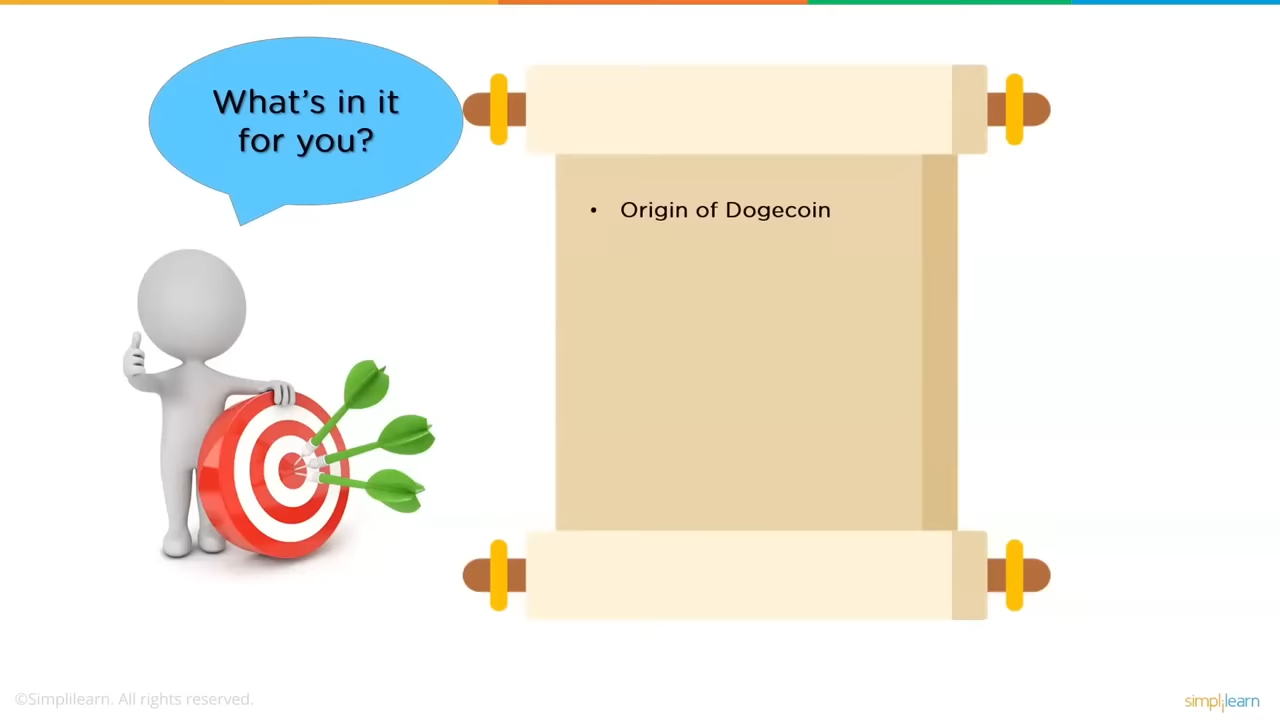 What's in it
for you?
• Origin of Dogecoin
©Simplilearn. All rights reserved.
simplilearn